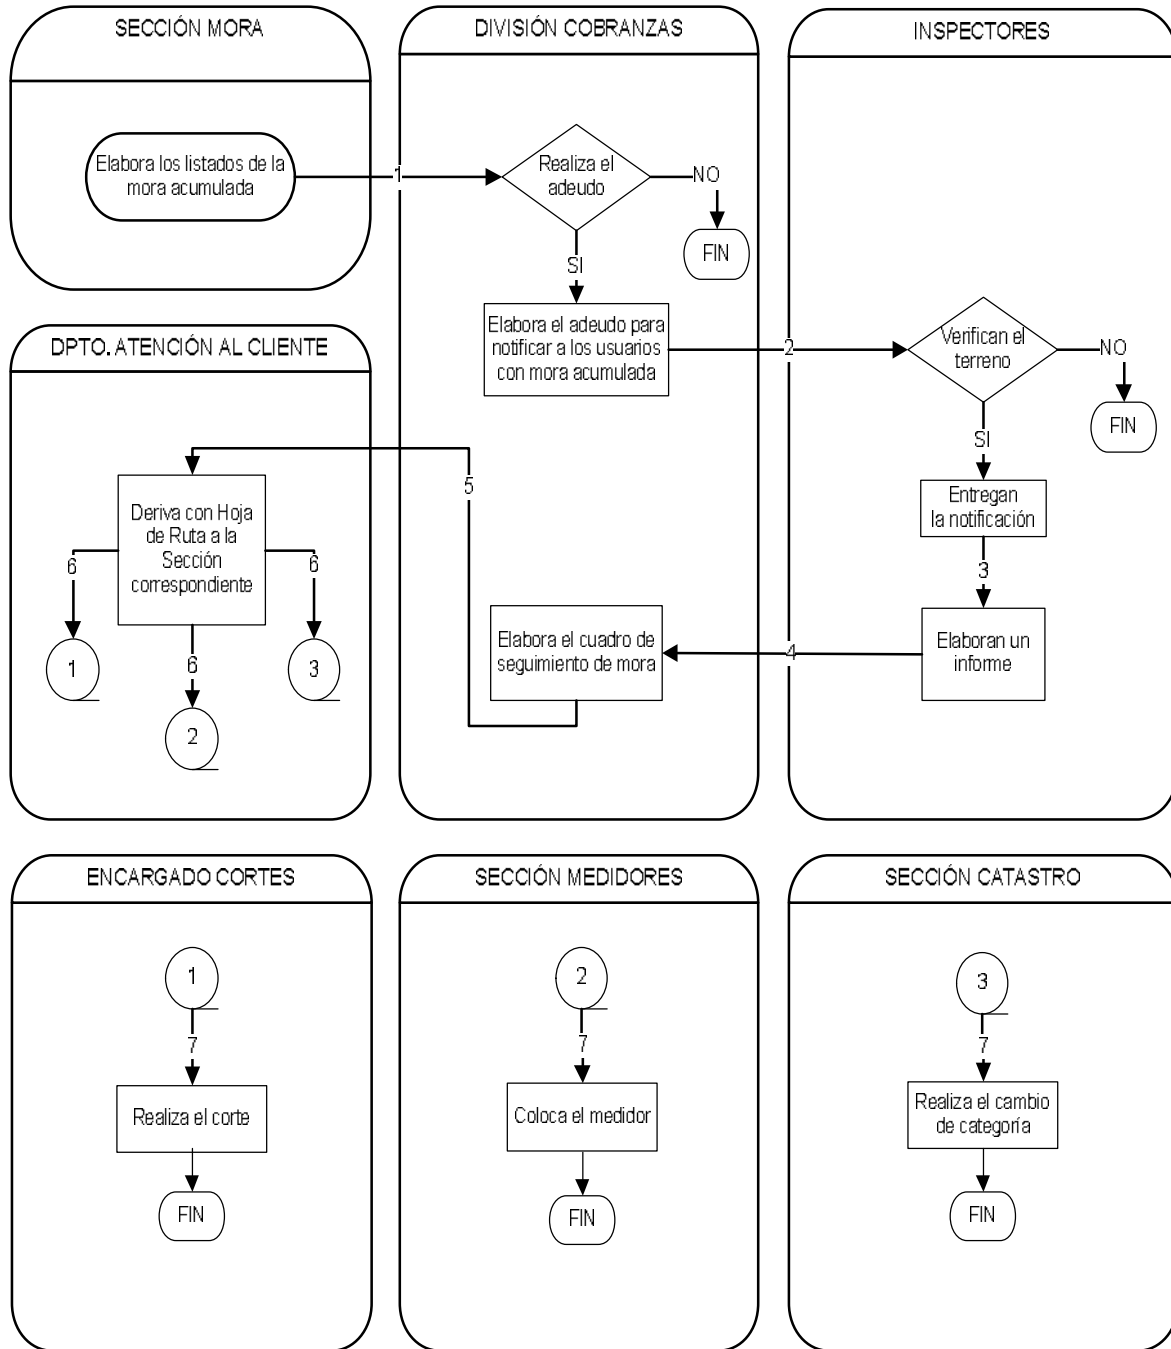 SECCIÓN MORA
Elabora los listados de la
mora acumulada
1
DIVISIÓN COBRANZAS
Realiza el
adeudo
NO
FIN
SI
Elabora el adeudo para
notificar a los usuarios
con mora acumulada
2
INSPECTORES
Verifican el
terreno
NO
FIN
SI
Entregan
la notificación
3
Elaboran un
informe
4
Elabora el cuadro de
seguimiento de mora
5
DPTO. ATENCIÓN AL CLIENTE
Deriva con Hoja
de Ruta a la
Sección
correspondiente
6
6
6
1
2
3
ENCARGADO CORTES
1
7
Realiza el corte
FIN
SECCIÓN MEDIDORES
2
7
Coloca el medidor
FIN
SECCIÓN CATASTRO
3
7
Realiza el cambio
de categoría
FIN